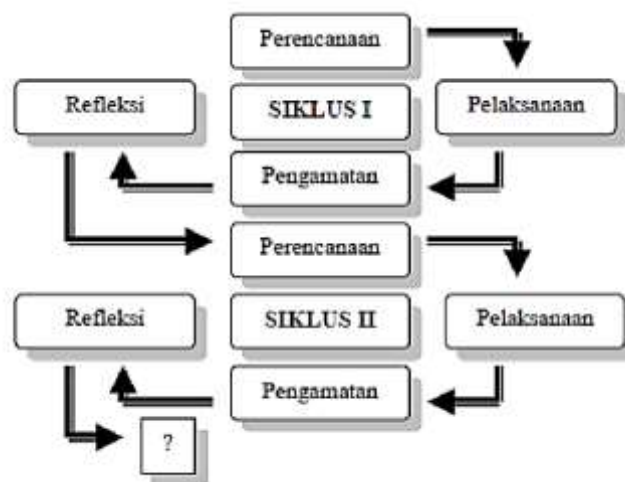 Perencanaan
Refleksi
SIKLUS I
Pelaksanaan
Pengamatan
Perencanaan
Refleksi
SIKLUS II
Pelaksanaan
Pengamatan
?